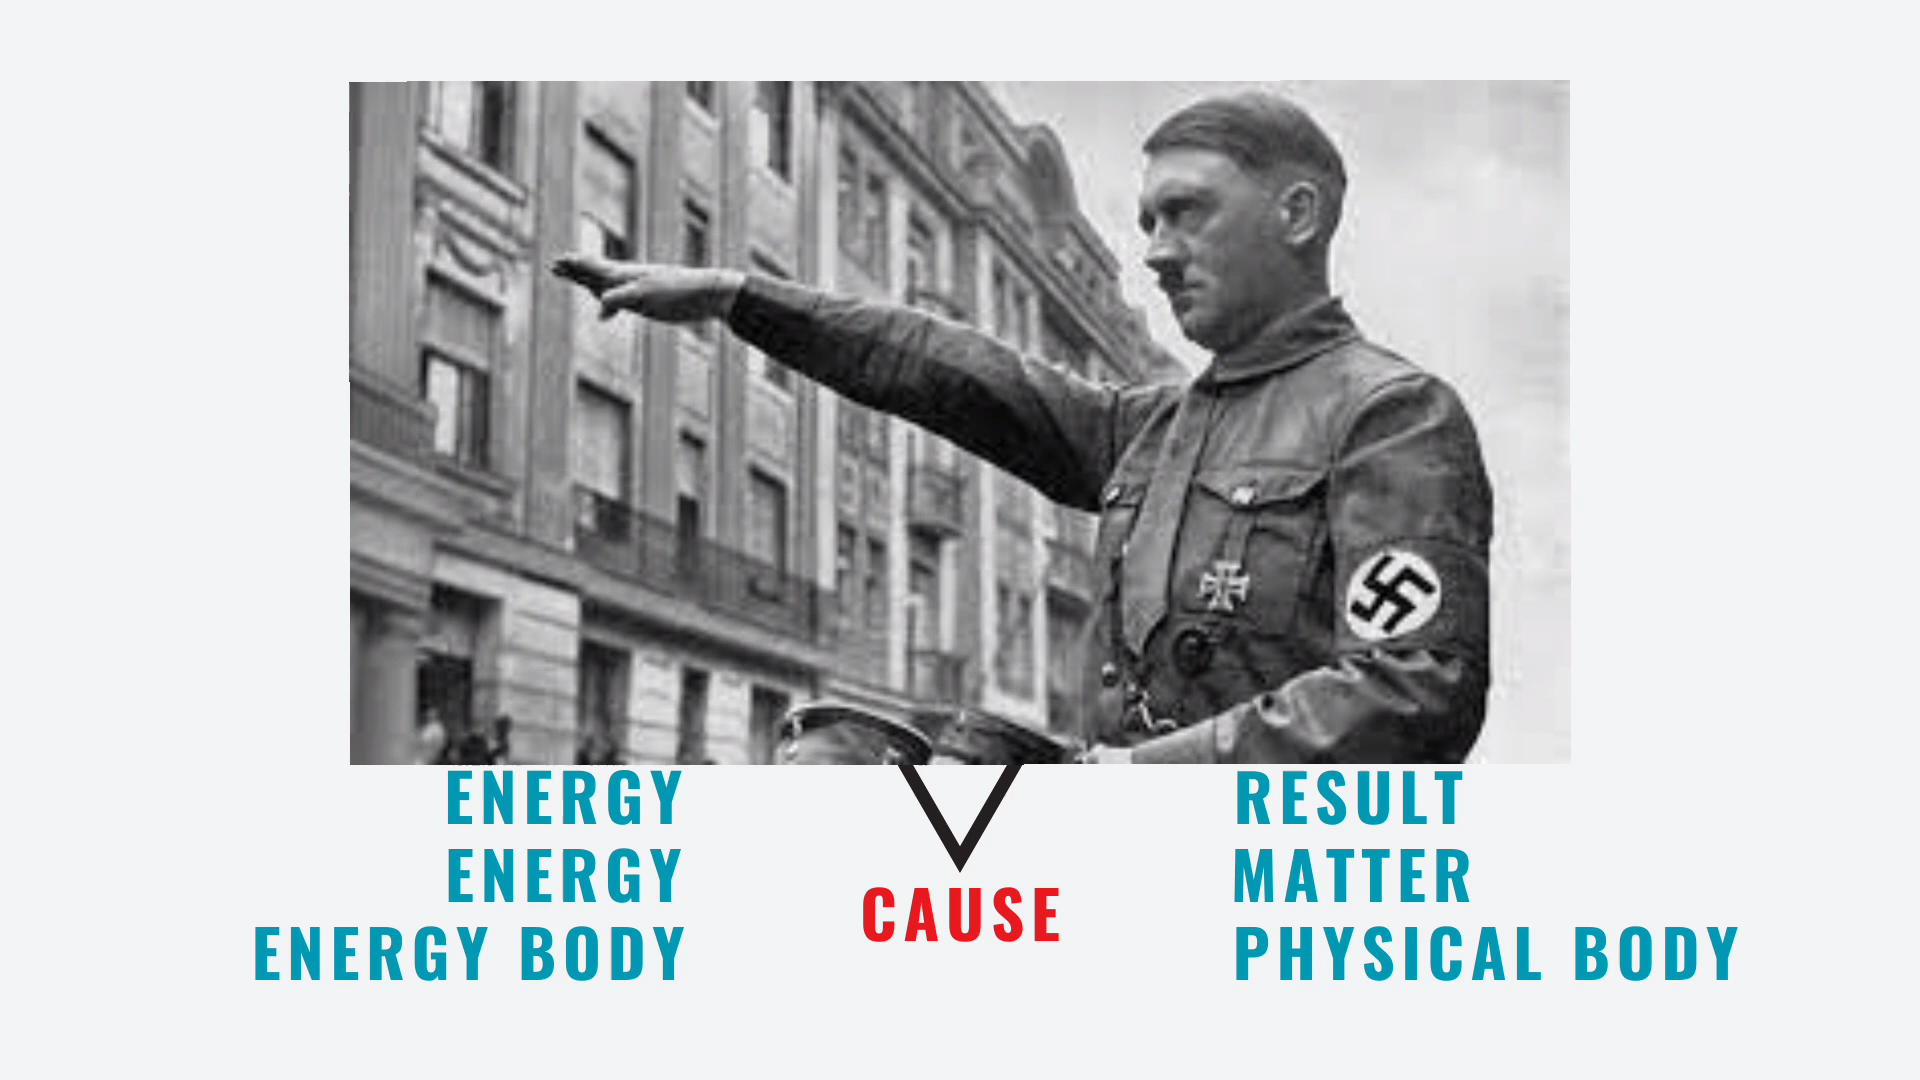 ENERGY
ENERGY
ENERGY BODY
CAUSE
RESULT
MATTER
PHYSICAL BODY